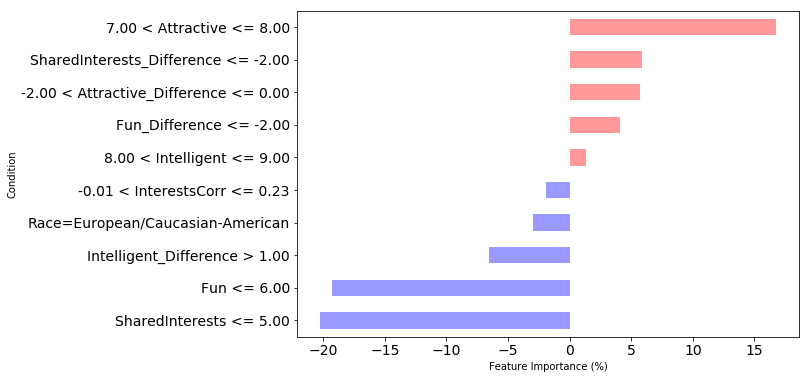 7.00 < Attractive <= 8.00
SharedInterests_Difference <= -2.00
-2.00 < Attractive_Difference <= 0.00
Fun_Difference <= -2.00
8.00 < Intelligent <= 9.00
-0.01 < InterestsCorr <= 0.23
Race=European/Caucasian-American
Intelligent_Difference > 1.00
Fun <= 6.00
SharedInterests <= 5.00
Condition
−20 −15 −10 −5 0 5 10 15
Feature Importance (%)